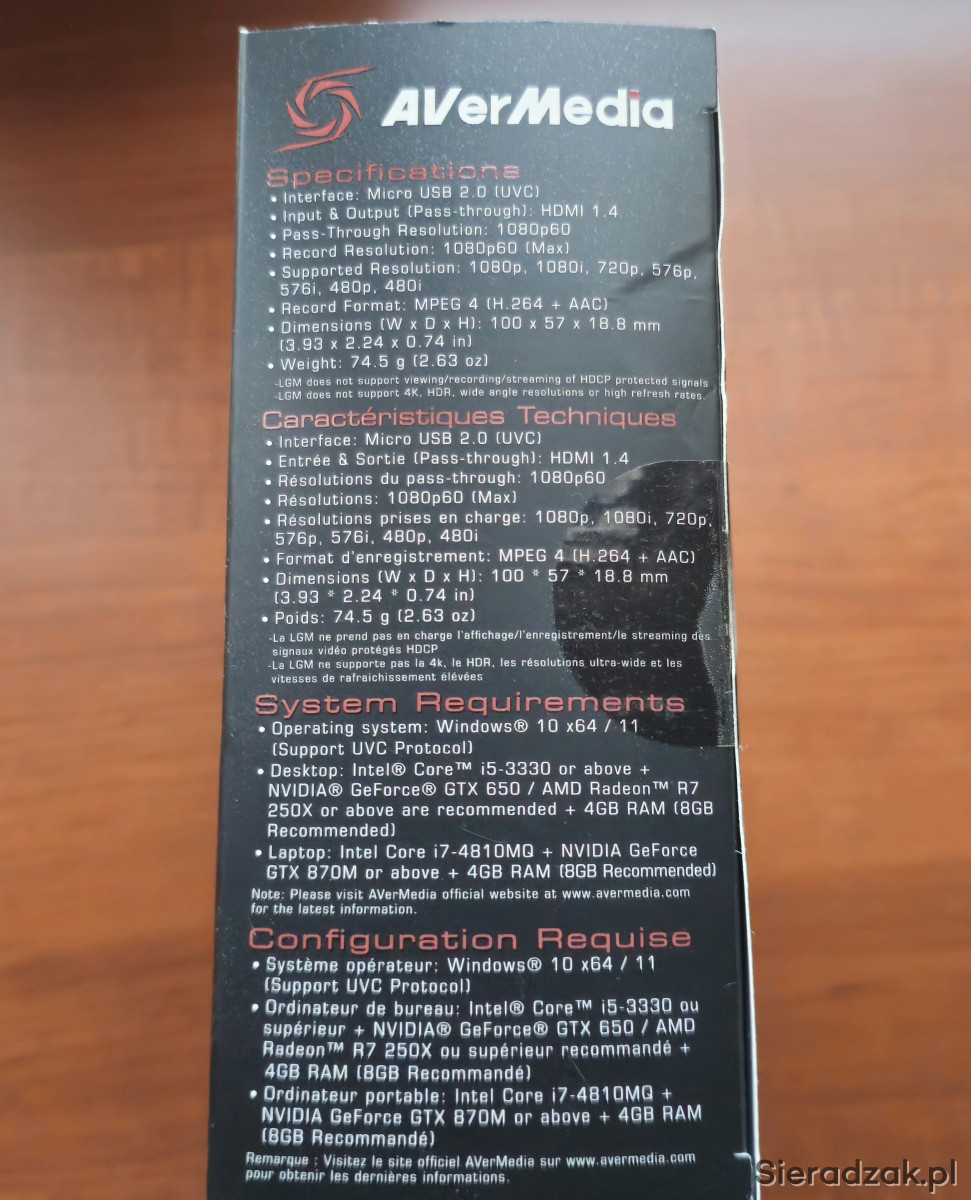 AVerMedia
Specifications
• Interface: Micro USB 2.0 (UVC)
• Input & Output (Pass-through): HDMI 1.4
• Pass-Through Resolution: 1080p60
• Record Resolution: 1080p60 (Max)
• Supported Resolution: 1080p, 1080i, 720p, 576p,
576i, 480p, 480i
• Record Format: MPEG 4 (H.264 + AAC)
• Dimensions (W x D x H): 100 x 57 x 18.8 mm
(3.93 x 2.24 x 0.74 in)
• Weight: 74.5 g (2.63 oz)
-LGM does not support viewing/recording/streaming of HDCP protected signals
-LGM does not support 4K, HDR, wide angle resolutions or high refresh rates.
Caractéristiques Techniques
• Interface: Micro USB 2.0 (UVC)
• Entrée & Sortie (Pass-through): HDMI 1.4
• Résolutions du pass-through: 1080p60
• Résolutions: 1080p60 (Max)
• Résolutions prises en charge: 1080p, 1080i, 720p,
576p, 576i, 480p, 480i
• Format d'enregistrement: MPEG 4 (H.264 + AAC)
• Dimensions (W x D x H): 100 * 57 * 18.8 mm
(3.93 * 2.24 * 0.74 in)
• Poids: 74.5 g (2.63 oz)
-La LGM ne prend pas en charge l'affichage/l'enregistrement/le streaming des
signaux vidéo protégés HDCP
-La LGM ne supporte pas la 4k, le HDR, les résolutions ultra-wide et les
vitesses de rafraichissement élévées
System Requirements
• Operating system: Windows® 10 x64 / 11
(Support UVC Protocol)
• Desktop: Intel® Core™ i5-3330 or above +
NVIDIA® GeForce® GTX 650 / AMD Radeon™ R7
250X or above are recommended + 4GB RAM (8GB
Recommended)
• Laptop: Intel Core i7-4810MQ + NVIDIA GeForce
GTX 870M or above + 4GB RAM (8GB Recommended)
Note: Please visit AVerMedia official website at www.avermedia.com
for the latest information.
Configuration Requise
• Système opérateur: Windows® 10 x64 / 11
(Support UVC Protocol)
• Ordinateur de bureau: Intel® Core™ i5-3330 ou
supérieur + NVIDIA® GeForce® GTX 650 / AMD
Radeon™ R7 250X ou supérieur recommandé +
4GB RAM (8GB Recommandé)
• Ordinateur portable: Intel Core i7-4810MQ +
NVIDIA GeForce GTX 870M or above + 4GB RAM
(8GB Recommandé)
Remarque : Visitez le site officiel AVerMedia sur www.avermedia.com
pour obtenir les dernières informations.
Sieradzak.pl